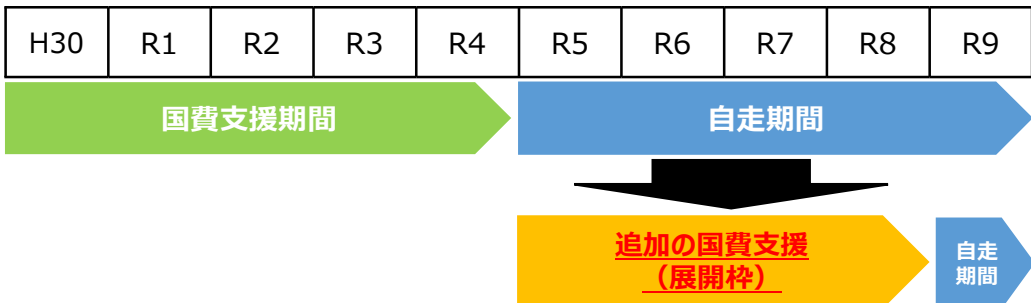 H30 R1 R2 R3 R4 R5 R6 R7 R8 R9
国費支援期間 自走期間
追加の国費支援
(展開枠)
自走
期間